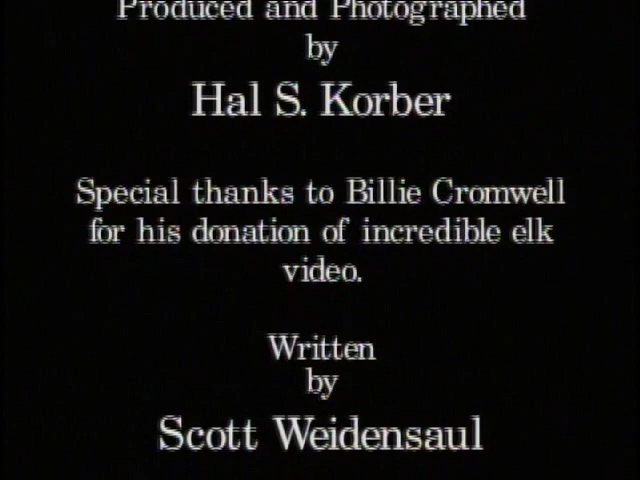 Produced and Photographed
by
Hal S. Korber
Special thanks to Billie Cromwell
for his donation of incredible elk
video.
Written
by
Scott Weidensaul